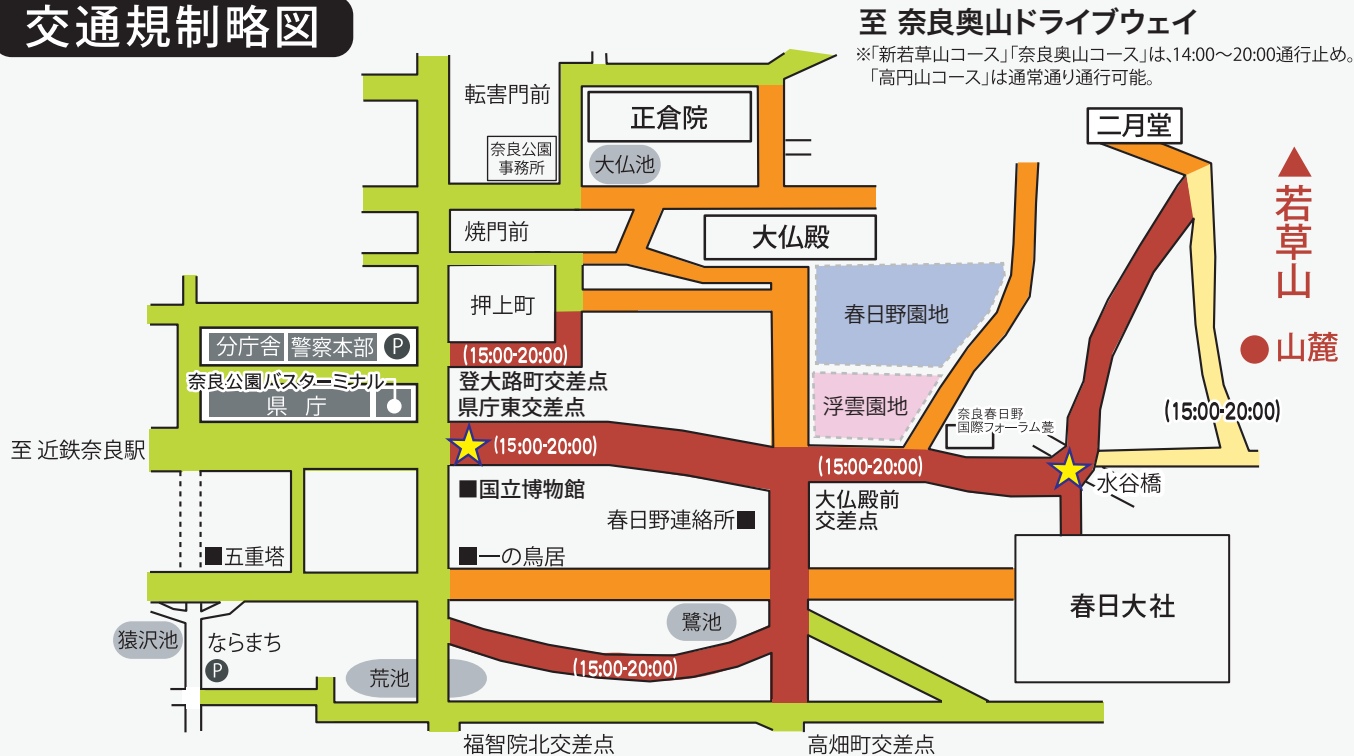 交通規制略図
至 奈良奥山ドライブウェイ
※「新若草山コース」「奈良奥山コース」は、14:00～20:00通行止め。
「高円山コース」は通常通り通行可能。
転害門前
正倉院
二月堂
奈良公園
事務所
大仏池
▲若草山
焼門前
大仏殿
押上町
春日野園地
分庁舎
警察本部
P
(15:00-20:00)
●山麓
奈良公園バスターミナル
県 庁
登大路町交差点
県庁東交差点
浮雲園地
奈良春日野
国際フォーラム甍
(15:00-20:00)
至 近鉄奈良駅
(15:00-20:00)
(15:00-20:00)
水谷橋
■国立博物館
大仏殿前
交差点
春日野連絡所■
■五重塔
■一の鳥居
春日大社
猿沢池
ならまち
P
鷺池
荒池
(15:00-20:00)
福智院北交差点
高畑町交差点